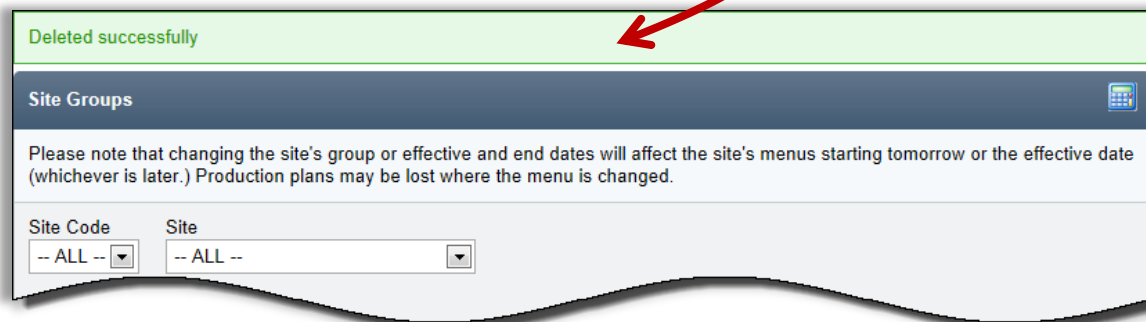 Deleted successfully
Site Groups
Please note that changing the site's group or effective and end dates will affect the site's menus starting tomorrow or the effective date
(whichever is later.) Production plans may be lost where the menu is changed.
Site Code Site
-- ALL -- -- ALL --